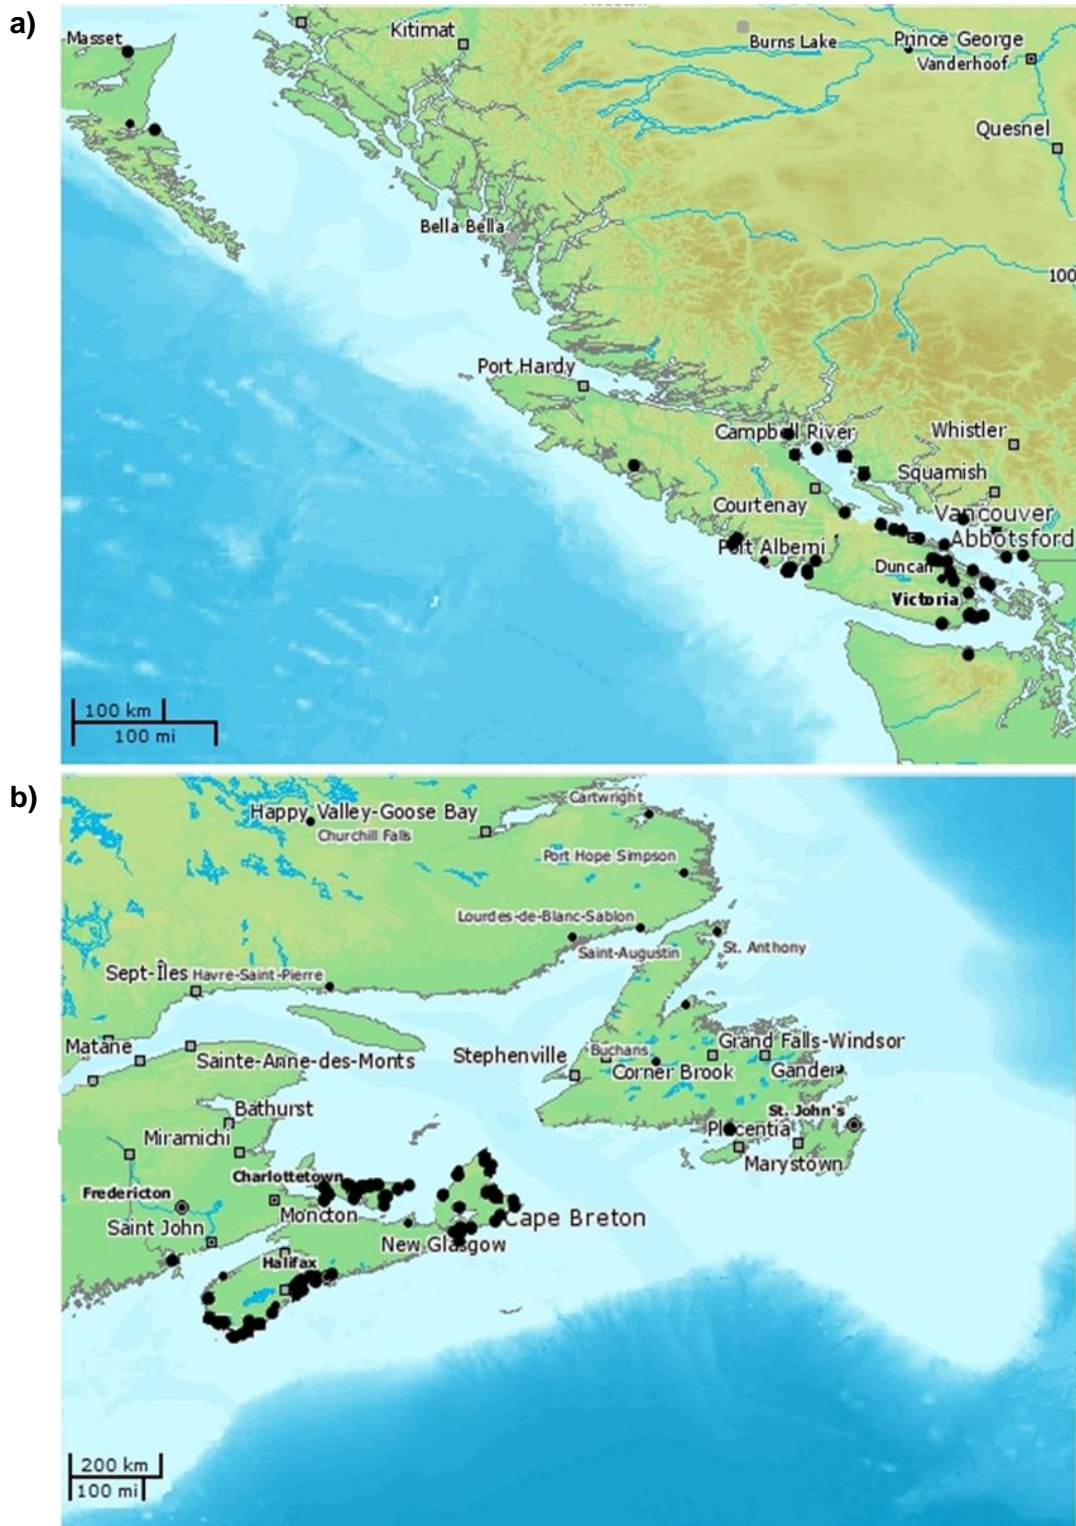 a)
Masset
Kitimat
Burns Lake
Prince George
Vanderhoof
Quesnel
Bella Bella
100
Port Hardy
Campbell River
Whistler
Squamish
Courtenay
Vancouver
Abbotsford
Port Alberni
Duncan
Victoria
100 km
100 mi
b)
Cartwright
Happy Valley-Goose Bay
Churchill Falls
Port Hope Simpson
Lourdes-de-Blanc-Sablon
Saint-Augustin
St. Anthony
Sept-Îles
Havre-Saint-Pierre
Matane
Sainte-Anne-des-Monts
Stephenville
Buchans
Grand Falls-Windsor
Corner Brook
Gander
Bathurst
St. John's
Miramichi
Placentia
Marystown
Charlottetown
Fredericton
Moncton
Saint John
Cape Breton
New Glasgow
Halifax
200 km
100 mi